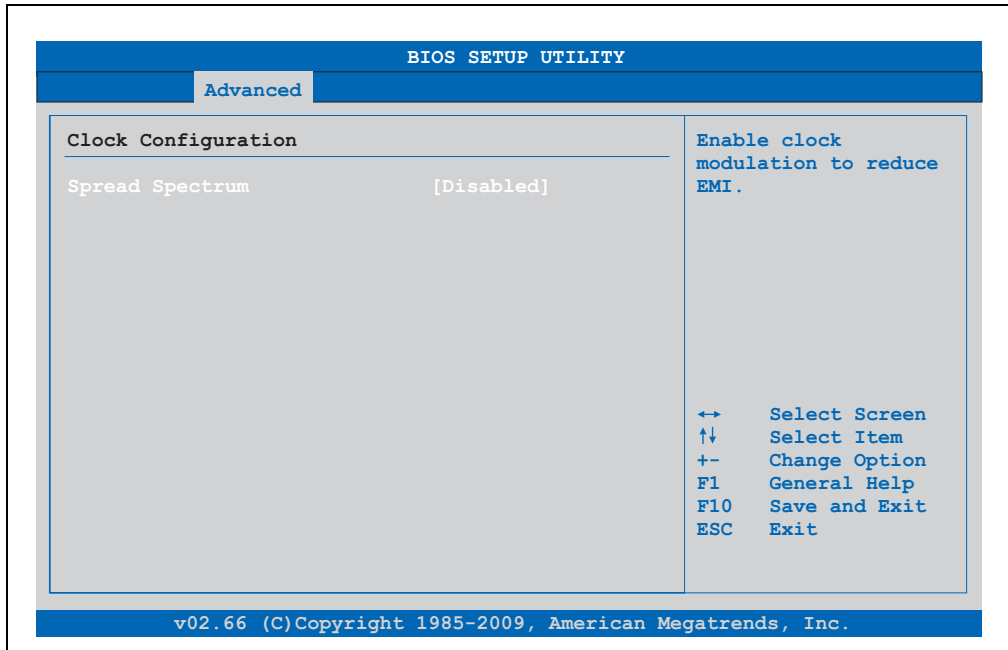 BIOS SETUP UTILITY
Advanced
Clock Configuration
Spread Spectrum [Disabled]
Enable clock
modulation to reduce
EMI.
←→ Select Screen
↑↓ Select Item
+- Change Option
F1 General Help
F10 Save and Exit
ESC Exit
v02.66 (C)Copyright 1985-2009, American Megatrends, Inc.